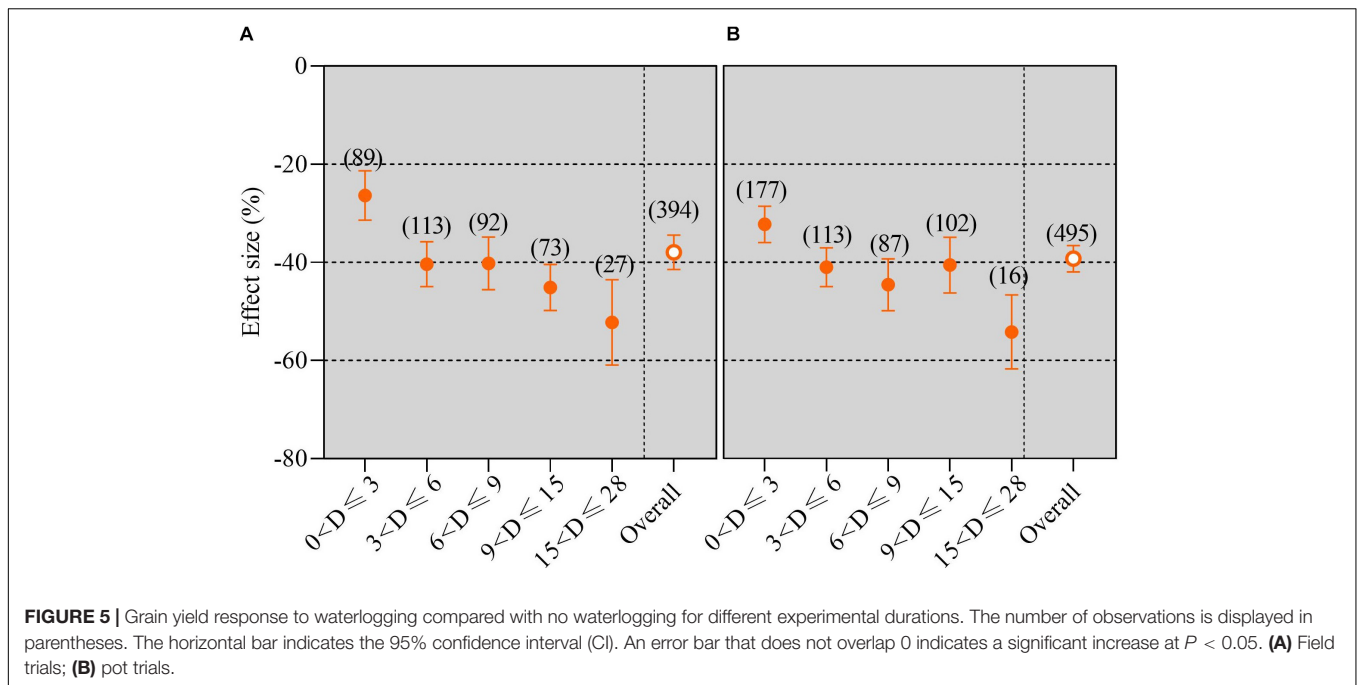 A
B
0
-20
-40
-60
-80
Effect size (%)
(89)
(113)
(92)
(73)
(27)
(394)
(177)
(113)
(87)
(102)
(16)
(495)
0<D≦3
3<D≦6
6<D≦9
9<D≦15
15<D≦28
Overall
0<D≦3
3<D≦6
6<D≦9
9<D≦15
15<D≦28
Overall
FIGURE 5 | Grain yield response to waterlogging compared with no waterlogging for different experimental durations. The number of observations is displayed in
parentheses. The horizontal bar indicates the 95% confidence interval (CI). An error bar that does not overlap 0 indicates a significant increase at P < 0.05. (A) Field
trials; (B) pot trials.